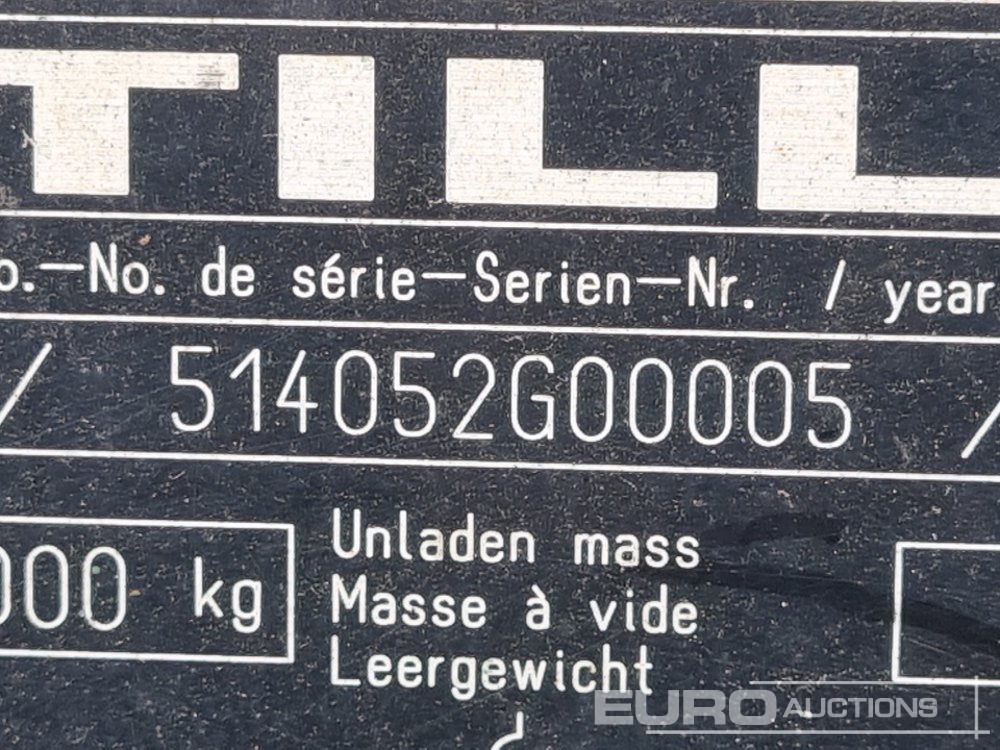 TILL
o.—No. de série—Serien—Nr. / year
/ 514052G00005 /
000 kg
Unladen mass
Masse à vide
Leergewicht
EURO AUCTIONS